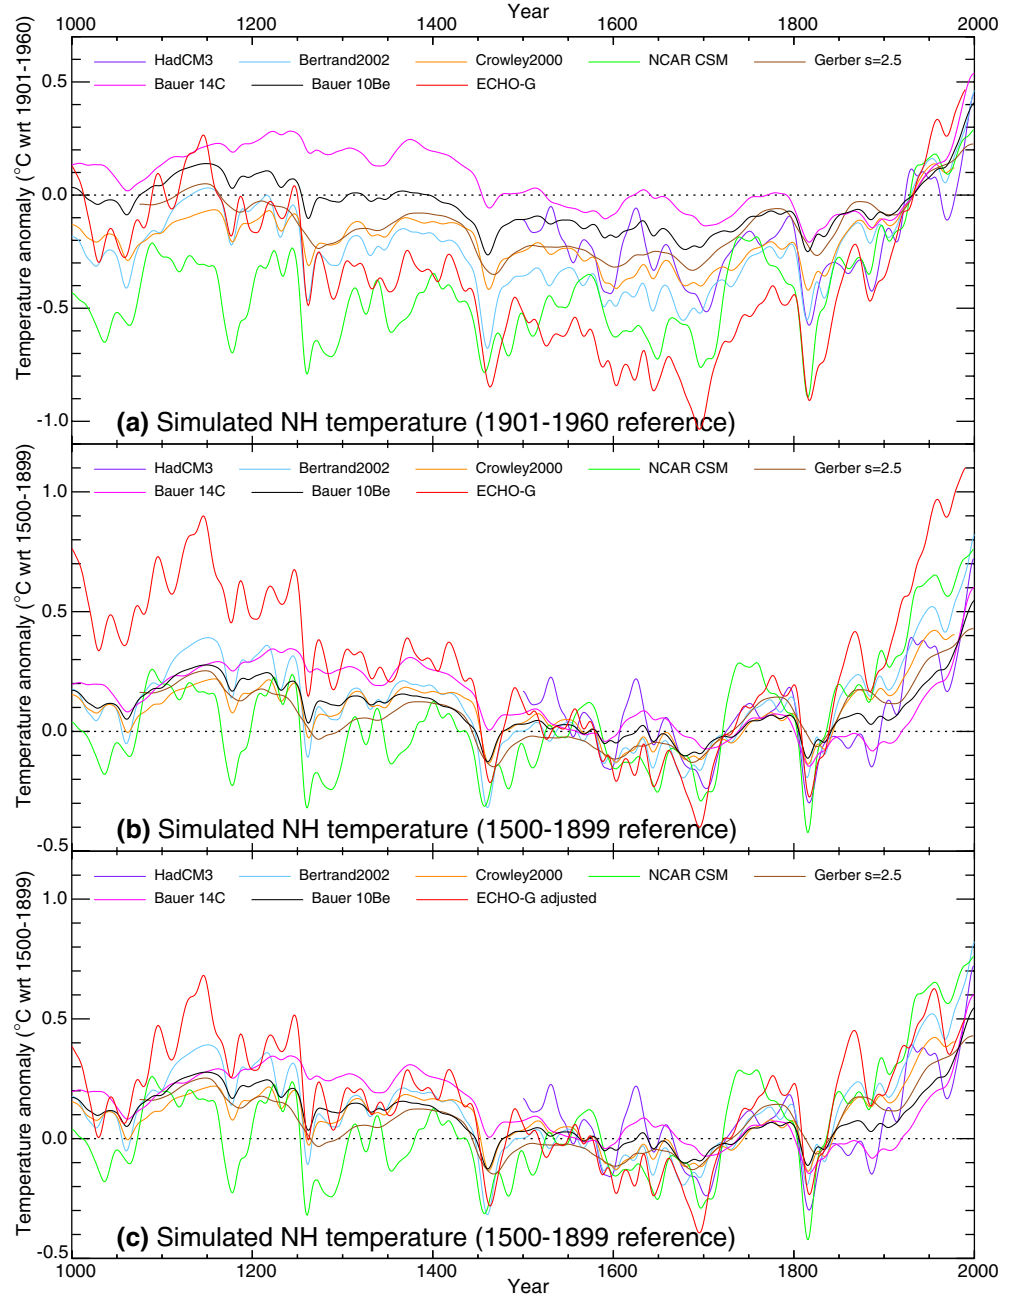 Year
1000 1200 1400 1600 1800 2000
Temperature anomaly (°C wrt 1901-1960)
HadCM3 Bertrand2002 Crowley2000 NCAR CSM Gerber s=2.5
Bauer 14C Bauer 10Be ECHO-G
0.5
0.0
-0.5
-1.0
(a) Simulated NH temperature (1901-1960 reference)
Temperature anomaly (°C wrt 1500-1899)
HadCM3 Bertrand2002 Crowley2000 NCAR CSM Gerber s=2.5
Bauer 14C Bauer 10Be ECHO-G
1.0
0.5
0.0
-0.5
(b) Simulated NH temperature (1500-1899 reference)
Temperature anomaly (°C wrt 1500-1899)
HadCM3 Bertrand2002 Crowley2000 NCAR CSM Gerber s=2.5
Bauer 14C Bauer 10Be ECHO-G adjusted
1.0
0.5
0.0
-0.5
(c) Simulated NH temperature (1500-1899 reference)
1000 1200 1400 1600 1800 2000
Year